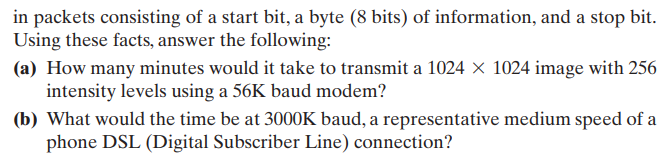 in packets consisting of a start bit, a byte (8 bits) of information, and a stop bit.
Using these facts, answer the following:
(a) How many minutes would it take to transmit a 1024 × 1024 image with 256
intensity levels using a 56K baud modem?
(b) What would the time be at 3000K baud, a representative medium speed of a
phone DSL (Digital Subscriber Line) connection?